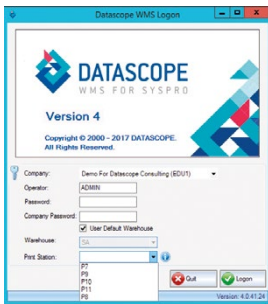 Datascope WMS Logon
DATASCOPE
WMS FOR SYSPRO
Version 4
Copyright © 2000 - 2017 DATASCOPE.
All Rights Reserved.
Company: Demo For Datascope Consulting (EDU1)
Operator: ADMIN
Password:
Company Password:
User Default Warehouse
Warehouse: SA
Print Station:
P7
P9
P10
P11
P8
Quit
Logon
Version: 4.0.41.24